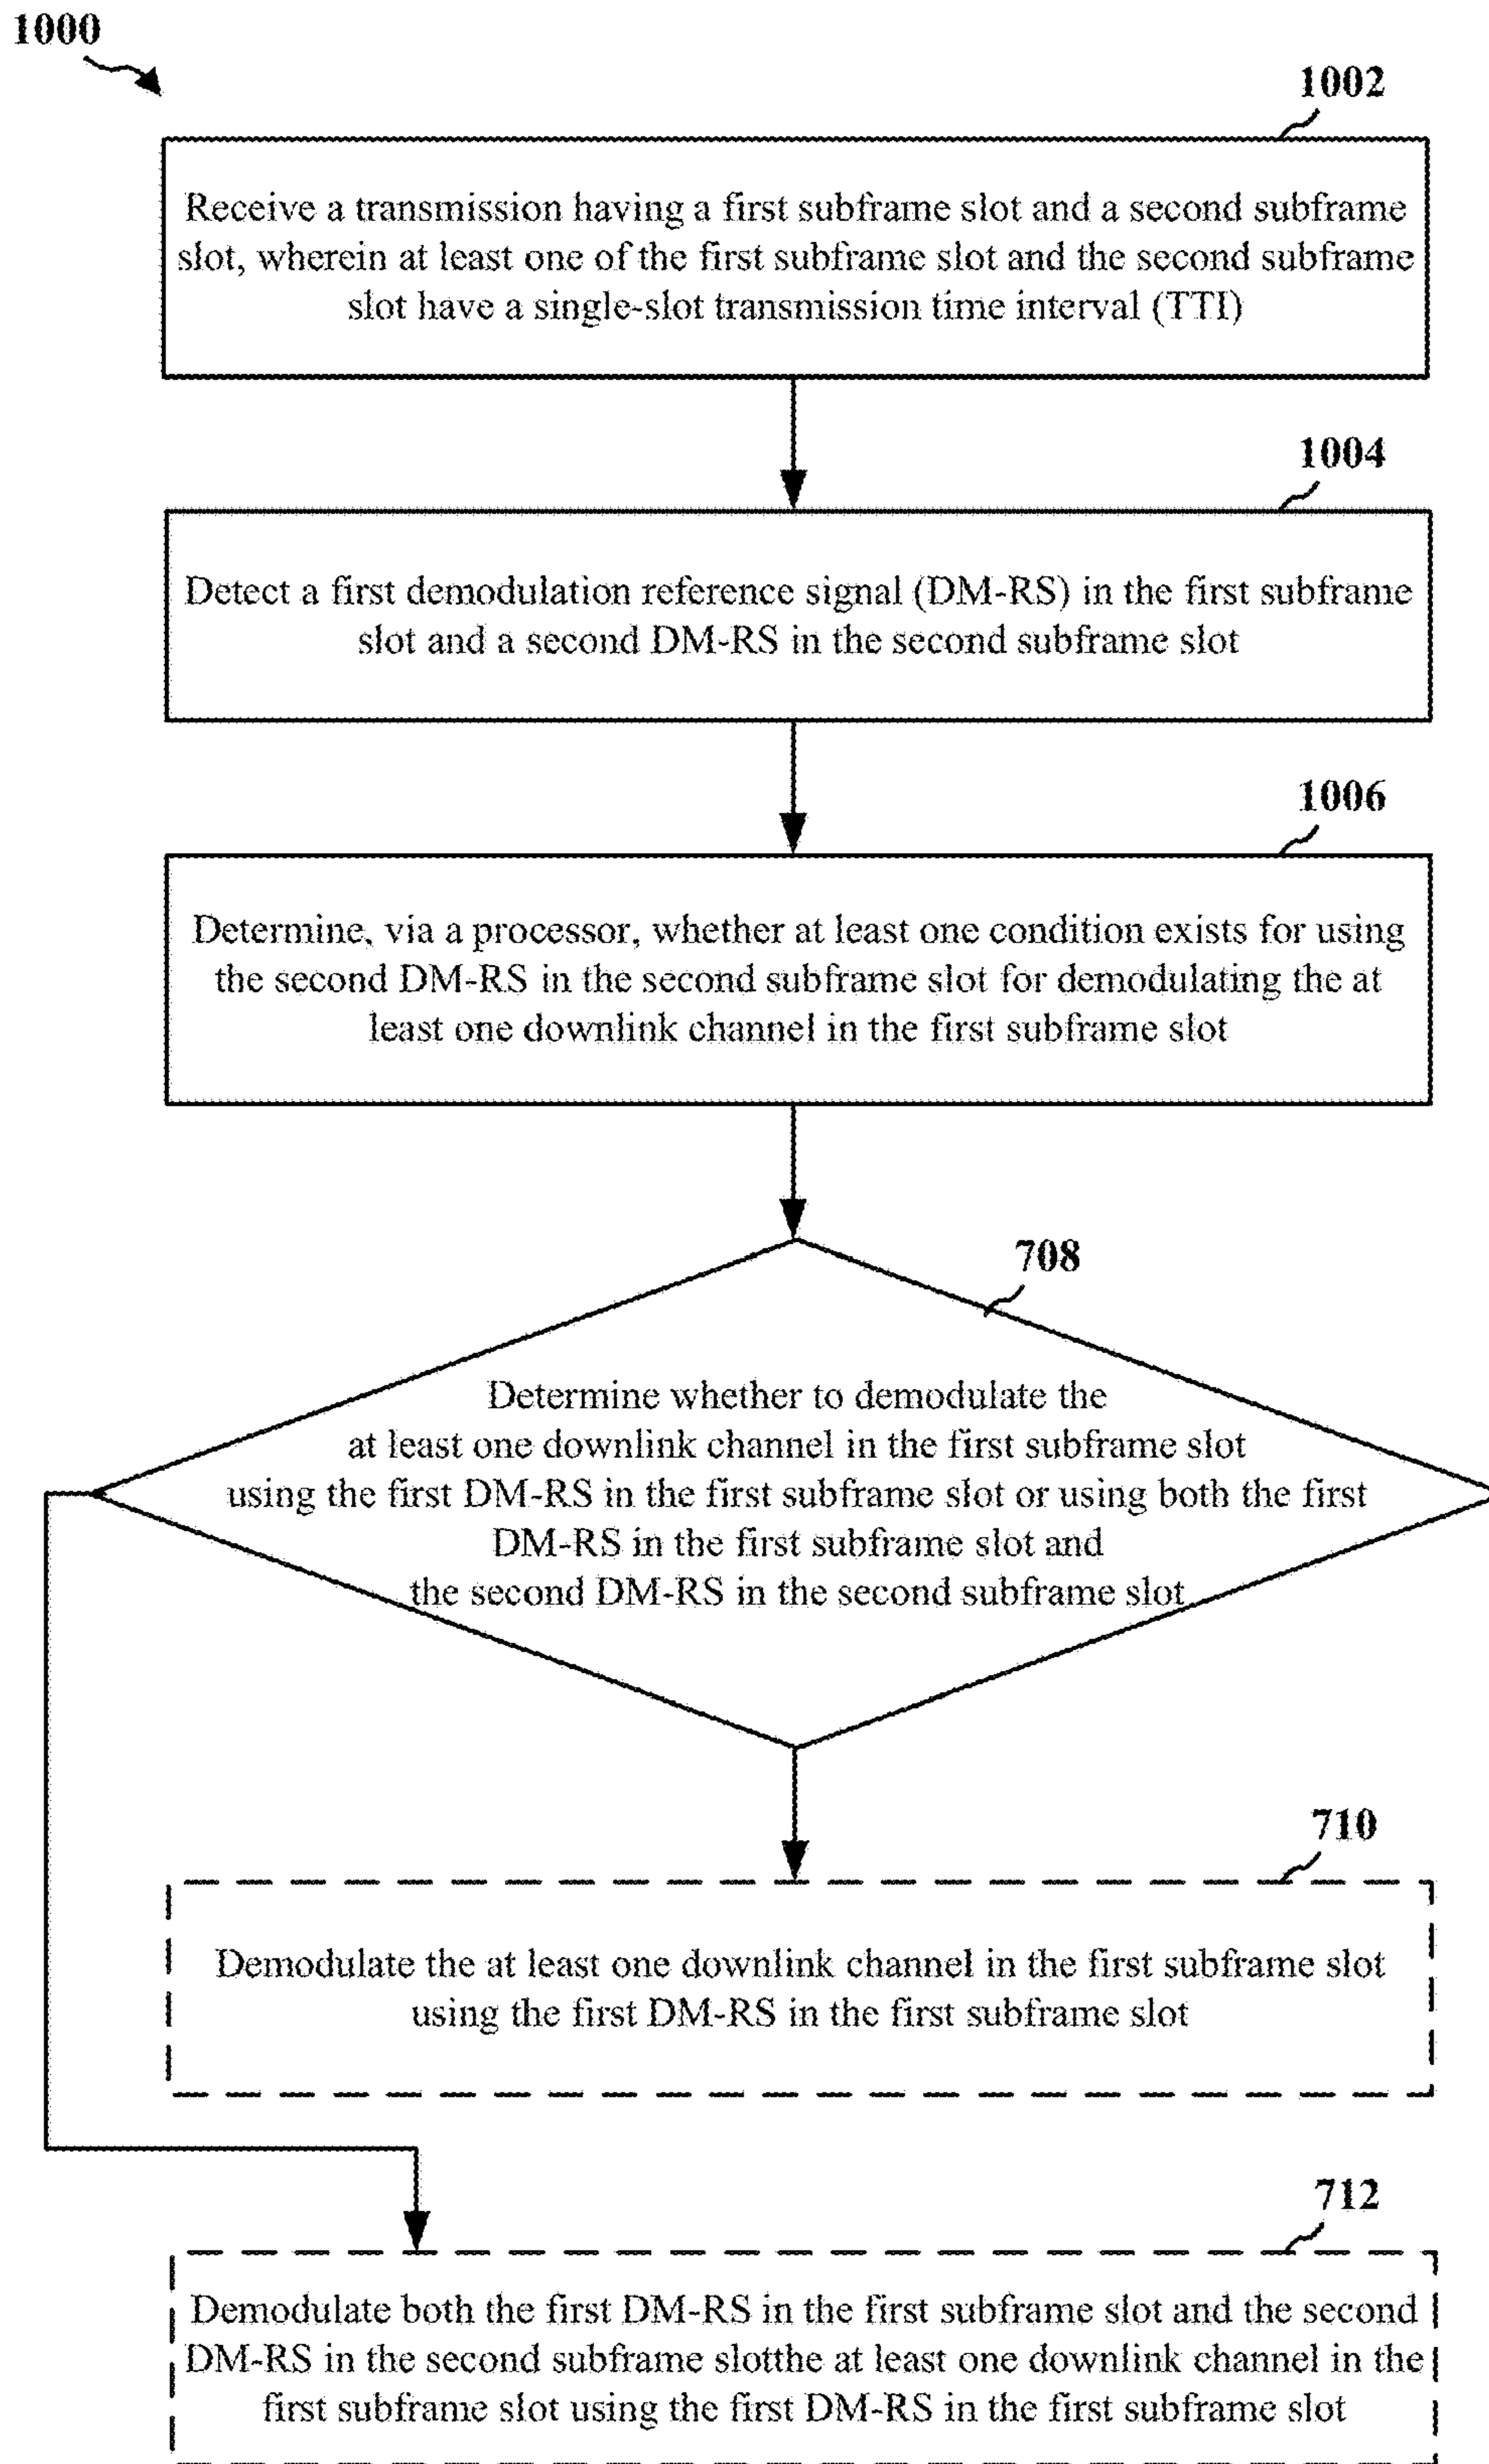 1000
1002
Receive a transmission having a first subframe slot and a second subframe
slot, wherein at least one of the first subframe slot and the second subframe
slot have a single-slot transmission time interval (TTI)
1004
Detect a first demodulation reference signal (DM-RS) in the first subframe
slot and a second DM-RS in the second subframe slot
1006
Determine, via a processor, whether at least one condition exists for using
the second DM-RS in the second subframe slot for demodulating the at
least one downlink channel in the first subframe slot
708
Determine whether to demodulate the
at least one downlink channel in the first subframe slot
using the first DM-RS in the first subframe slot or using both the first
DM-RS in the first subframe slot and
the second DM-RS in the second subframe slot
710
Demodulate the at least one downlink channel in the first subframe slot
using the first DM-RS in the first subframe slot
712
Demodulate both the first DM-RS in the first subframe slot and the second
DM-RS in the second subframe slotthe at least one downlink channel in the
first subframe slot using the first DM-RS in the first subframe slot